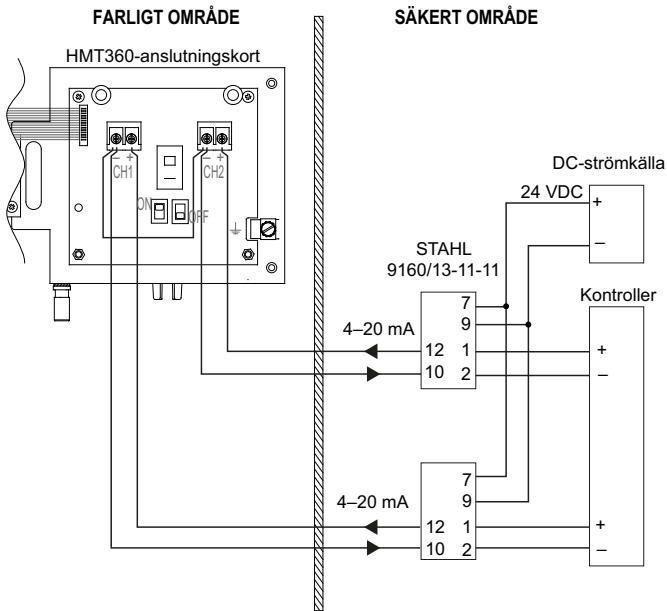 FARLIGT OMRÅDE
SÄKERT OMRÅDE
HMT360-anslutningskort
– + – +
CH1 CH2
ON OFF
DC-strömkälla
24 VDC +
–
STAHL
9160/13-11-11
Kontroller
7
9
4–20 mA
12 1 +
10 2 –
7
9
4–20 mA
12 1 +
10 2 –